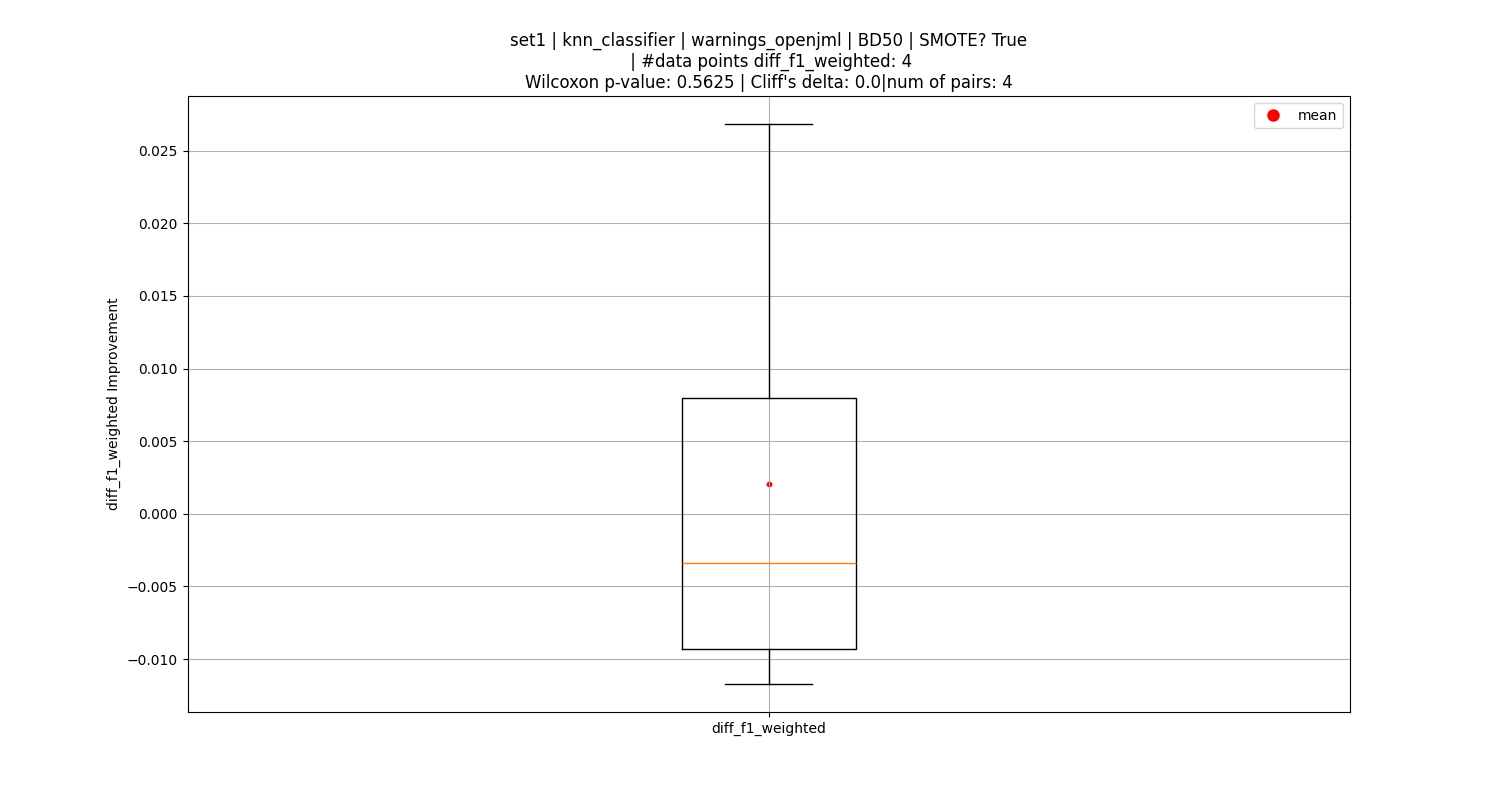 set1 | knn_classifier | warnings_openjml | BD50 | SMOTE? True
| #data points diff_f1_weighted: 4
Wilcoxon p-value: 0.5625 | Cliff's delta: 0.0|num of pairs: 4
mean
0.025
0.020
0.015
0.010
0.005
0.000
−0.005
−0.010
diff_f1_weighted Improvement
diff_f1_weighted